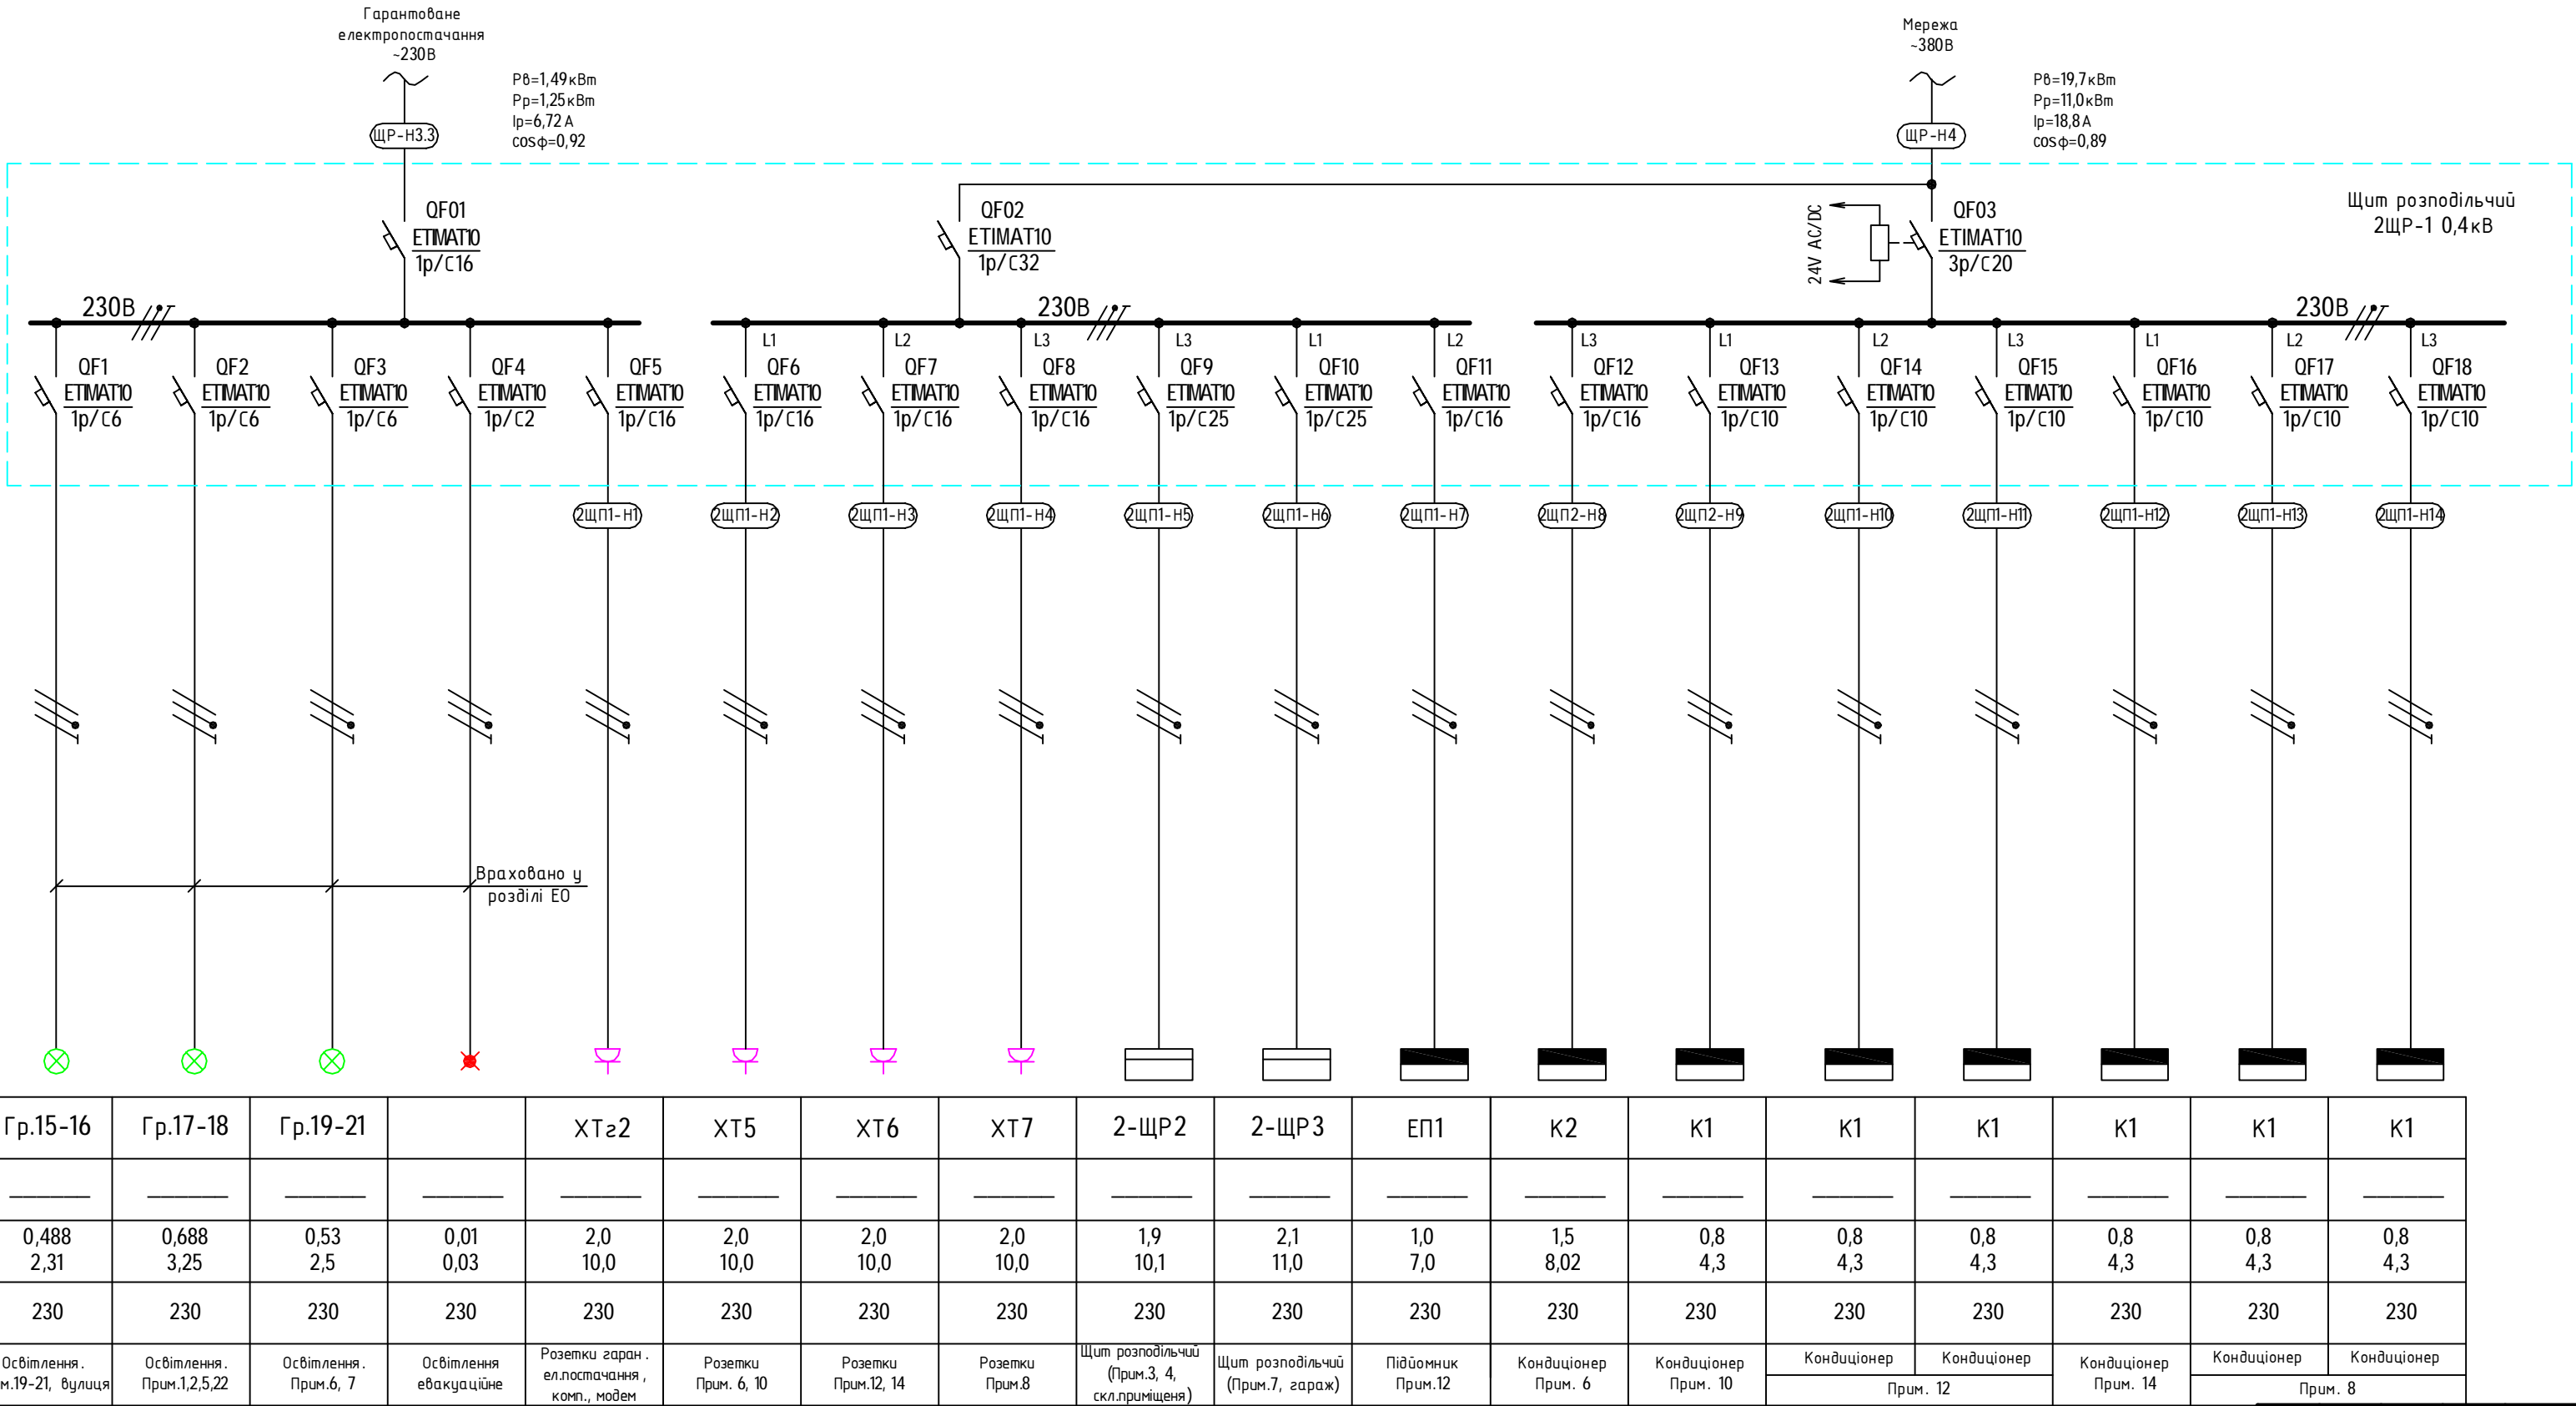 Гарантоване
електропостачання
~230В
Рв=1,49кВт
Рр=1,25кВт
Ір=6,72 А
cosφ=0,92
ЩР-Н3.3
Мережа
~380В
Рв=19,7кВт
Рр=11,0кВт
Ір=18,8 А
cosφ=0,89
ЩР-Н4
Щит розподільчий
2ЩР-1 0,4кВ
QF01
ETIMAT10
1р/С16
QF02
ETIMAT10
1р/С32
24V AC/DC
QF03
ETIMAT10
3р/С20
230В
230В
230В
L1 L2 L3 L3 L1 L2 L3 L1 L2 L3 L1 L2 L3
QF1 QF2 QF3 QF4 QF5 QF6 QF7 QF8 QF9 QF10 QF11 QF12 QF13 QF14 QF15 QF16 QF17 QF18
ETIMAT10 ETIMAT10 ETIMAT10 ETIMAT10 ETIMAT10 ETIMAT10 ETIMAT10 ETIMAT10 ETIMAT10 ETIMAT10 ETIMAT10 ETIMAT10 ETIMAT10 ETIMAT10 ETIMAT10 ETIMAT10 ETIMAT10 ETIMAT10
1р/С6 1р/С6 1р/С6 1р/С2 1р/С16 1р/С16 1р/С16 1р/С16 1р/С25 1р/С25 1р/С16 1р/С16 1р/С10 1р/С10 1р/С10 1р/С10 1р/С10 1р/С10
2ЩП1-Н1 2ЩП1-Н2 2ЩП1-Н3 2ЩП1-Н4 2ЩП1-Н5 2ЩП1-Н6 2ЩП1-Н7 2ЩП2-Н8 2ЩП2-Н9 2ЩП1-Н10 2ЩП1-Н11 2ЩП1-Н12 2ЩП1-Н13 2ЩП1-Н14
Враховано у
розділі ЕО
Гр.15-16 Гр.17-18 Гр.19-21 ХТг2 ХТ5 ХТ6 ХТ7 2-ЩР2 2-ЩР3 ЕП1 К2 К1 К1 К1 К1 К1 К1
0,488 0,688 0,53 0,01 2,0 2,0 2,0 2,0 1,9 2,1 1,0 1,5 0,8 0,8 0,8 0,8 0,8 0,8
2,31 3,25 2,5 0,03 10,0 10,0 10,0 10,0 10,1 11,0 7,0 8,02 4,3 4,3 4,3 4,3 4,3 4,3
230 230 230 230 230 230 230 230 230 230 230 230 230 230 230 230 230 230
Освітлення.
м.19-21, вулиця
Освітлення.
Прим.1,2,5,22
Освітлення.
Прим.6, 7
Освітлення
евакуаційне
Розетки гаран.
ел.постачання,
комп., модем
Розетки
Прим. 6, 10
Розетки
Прим.12, 14
Розетки
Прим.8
Щит розподільчий
(Прим.3, 4,
скл.приміщеня)
Щит розподільчий
(Прим.7, гараж)
Підйомник
Прим.12
Кондиціонер
Прим. 6
Кондиціонер
Прим. 10
Кондиціонер Кондиціонер
Прим. 12
Кондиціонер
Прим. 14
Кондиціонер Кондиціонер
Прим. 8